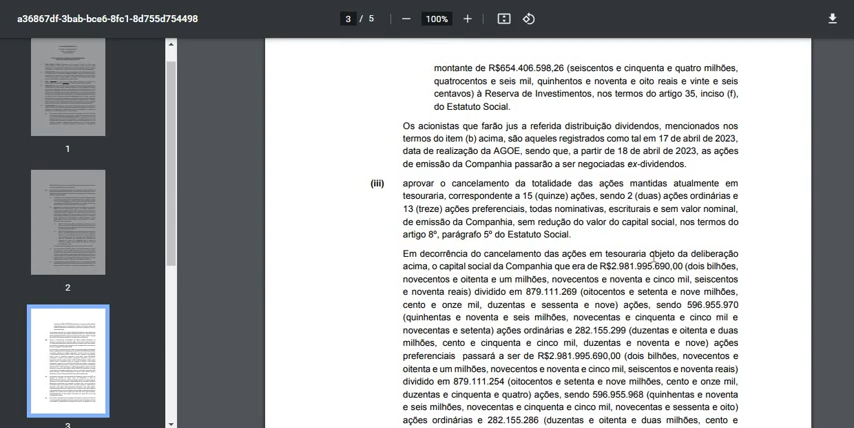 a36867df-3bab-bce6-8fc1-8d755d754498
3 / 5
100%
1
2
3
montante de R$654.406.598,26 (seiscentos e cinquenta e quatro milhões,
quatrocentos e seis mil, quinhentos e noventa e oito reais e vinte e seis
centavos) à Reserva de Investimentos, nos termos do artigo 35, inciso (f),
do Estatuto Social.
Os acionistas que farão jus a referida distribuição dividendos, mencionados nos
termos do item (b) acima, são aqueles registrados como tal em 17 de abril de 2023,
data de realização da AGOE, sendo que, a partir de 18 de abril de 2023, as ações
de emissão da Companhia passarão a ser negociadas ex-dividendos.
(iii) aprovar o cancelamento da totalidade das ações mantidas atualmente em
tesouraria, correspondente a 15 (quinze) ações, sendo 2 (duas) ações ordinárias e
13 (treze) ações preferenciais, todas nominativas, escriturais e sem valor nominal,
de emissão da Companhia, sem redução do valor do capital social, nos termos do
artigo 8º, parágrafo 5º do Estatuto Social.
Em decorrência do cancelamento das ações em tesouraria objeto da deliberação
acima, o capital social da Companhia que era de R$2.981.995.690,00 (dois bilhões,
novecentos e oitenta e um milhões, novecentos e noventa e cinco mil, seiscentos
e noventa reais) dividido em 879.111.269 (oitocentos e setenta e nove milhões,
cento e onze mil, duzentas e sessenta e nove) ações, sendo 596.955.970
(quinhentas e noventa e seis milhões, novecentas e cinquenta e cinco mil e
novecentas e setenta) ações ordinárias e 282.155.299 (duzentas e oitenta e duas
milhões, cento e cinquenta e cinco mil, duzentas e noventa e nove) ações
preferenciais passará a ser de R$2.981.995.690,00 (dois bilhões, novecentos e
oitenta e um milhões, novecentos e noventa e cinco mil, seiscentos e noventa reais)
dividido em 879.111.254 (oitocentos e setenta e nove milhões, cento e onze mil,
duzentas e cinquenta e quatro) ações, sendo 596.955.968 (quinhentas e noventa
e seis milhões, novecentas e cinquenta e cinco mil, novecentas e sessenta e oito)
ações ordinárias e 282.155.286 (duzentas e oitenta e duas milhões, cento e